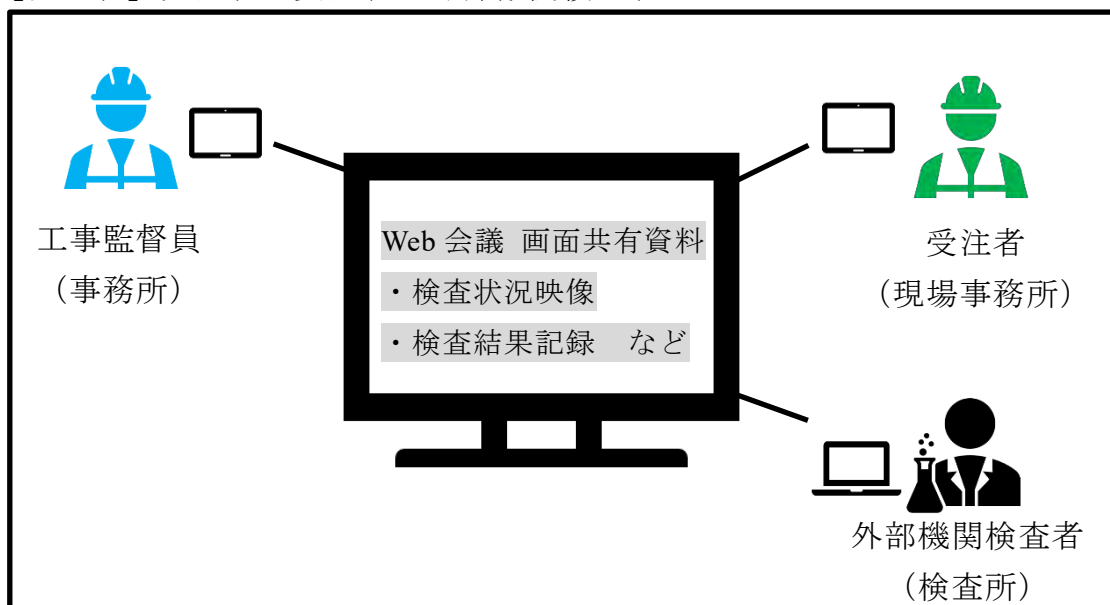 工事監督員
（事務所）
Web 会議 画面共有資料
・検査状況映像
・検査結果記録　など
受注者
（現場事務所）
外部機関検査者
（検査所）